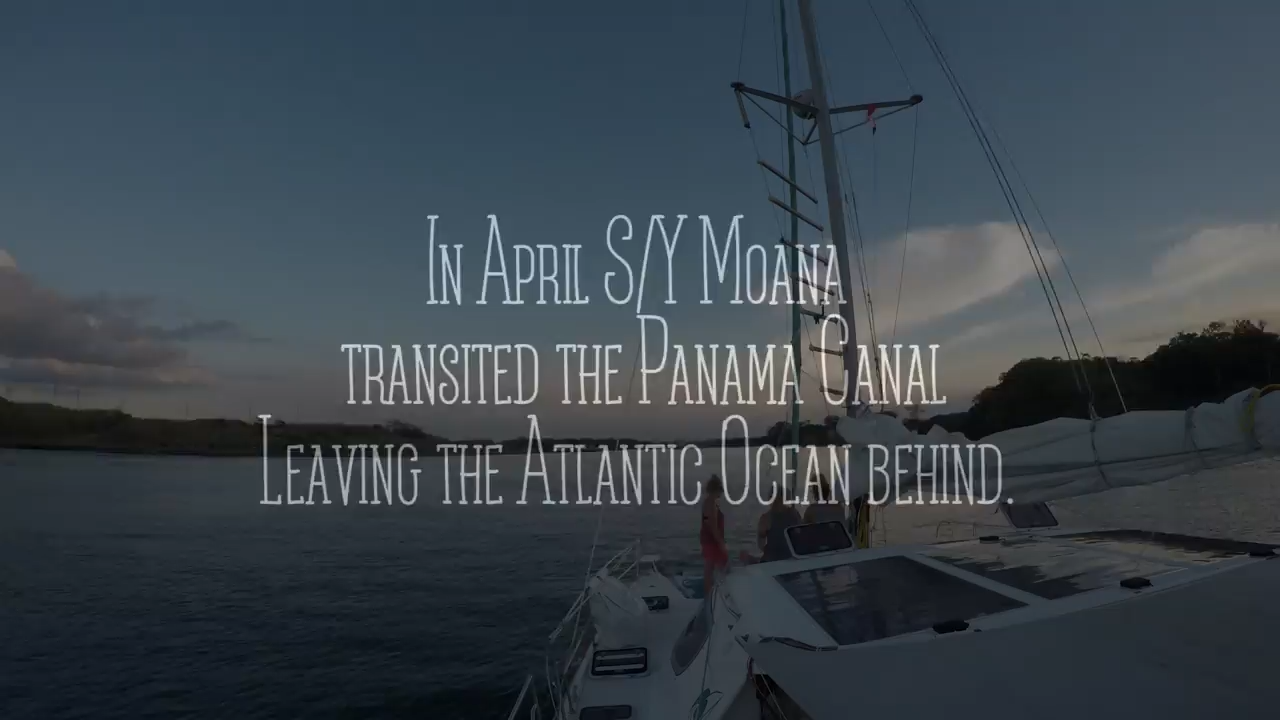 In April S/Y Moana
transited the Panama Canal
Leaving the Atlantic Ocean behind.